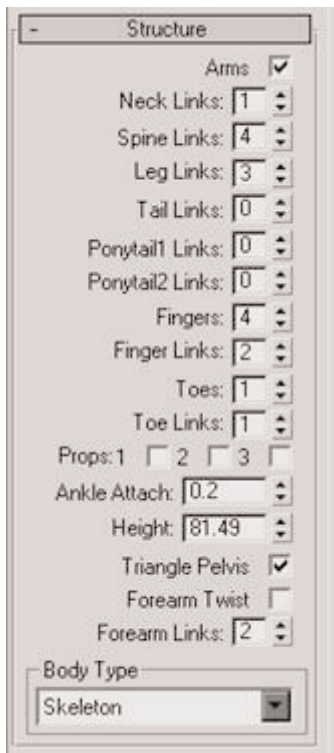 - Structure
Arms
Neck Links: 1
Spine Links: 4
Leg Links: 3
Tail Links: 0
Ponytail1 Links: 0
Ponytail2 Links: 0
Fingers: 4
Finger Links: 2
Toes: 1
Toe Links: 1
Props: 1 2 3
Ankle Attach: 0.2
Height: 81.49
Triangle Pelvis
Forearm Twist
Forearm Links: 2
Body Type
Skeleton